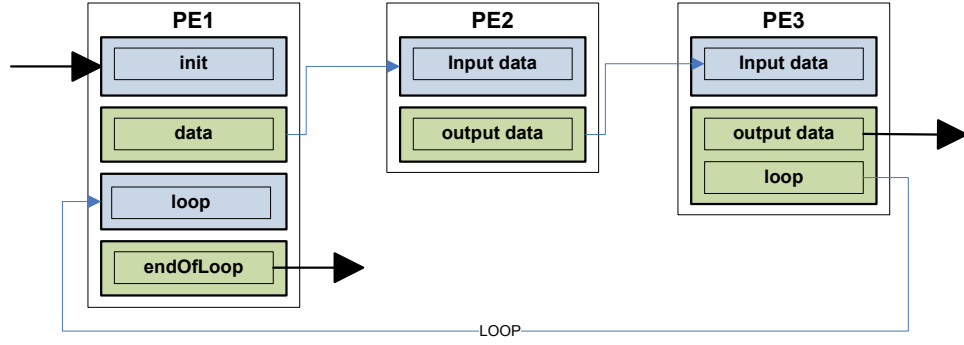 PE1
init
data
loop
endOfLoop
PE2
Input data
output data
PE3
Input data
output data
loop
LOOP